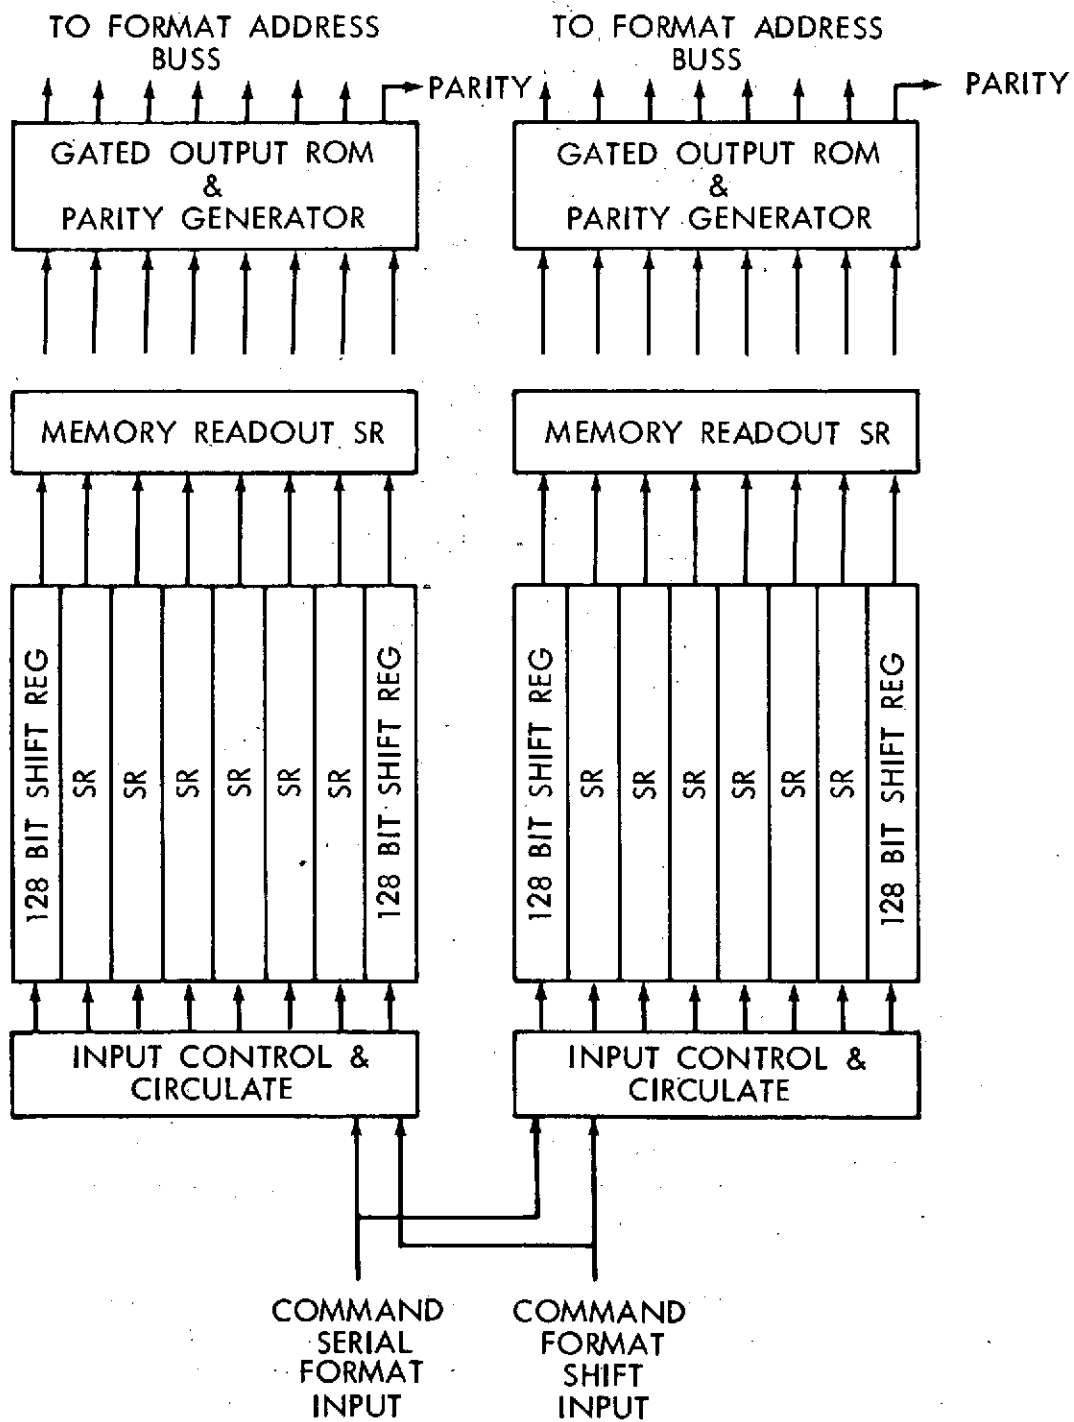 TO FORMAT ADDRESS
BUSS
PARITY
GATED OUTPUT ROM
&
PARITY GENERATOR
MEMORY READOUT SR
128 BIT SHIFT REG
SR
SR
SR
SR
SR
SR
128 BIT SHIFT REG
INPUT CONTROL &
CIRCULATE
TO FORMAT ADDRESS
BUSS
PARITY
GATED OUTPUT ROM
&
PARITY GENERATOR
MEMORY READOUT SR
128 BIT SHIFT REG
SR
SR
SR
SR
SR
SR
128 BIT SHIFT REG
INPUT CONTROL &
CIRCULATE
COMMAND
SERIAL
FORMAT
INPUT
COMMAND
FORMAT
SHIFT
INPUT